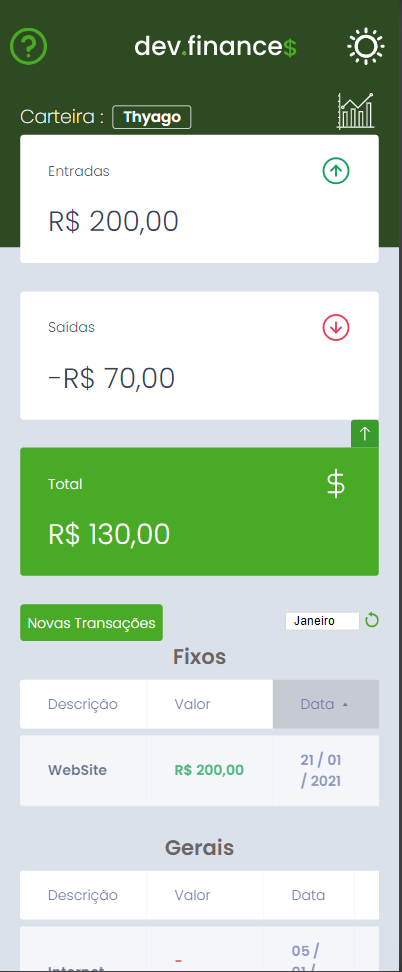 ?
dev.finance$
Carteira : Thyago
Entradas
R$ 200,00
Saídas
-R$ 70,00
Total
$
R$ 130,00
Novas Transações
Janeiro
Fixos
Descrição Valor Data
WebSite R$ 200,00 21 / 01
/ 2021
Gerais
Descrição Valor Data
05 /
Internet - 01 /